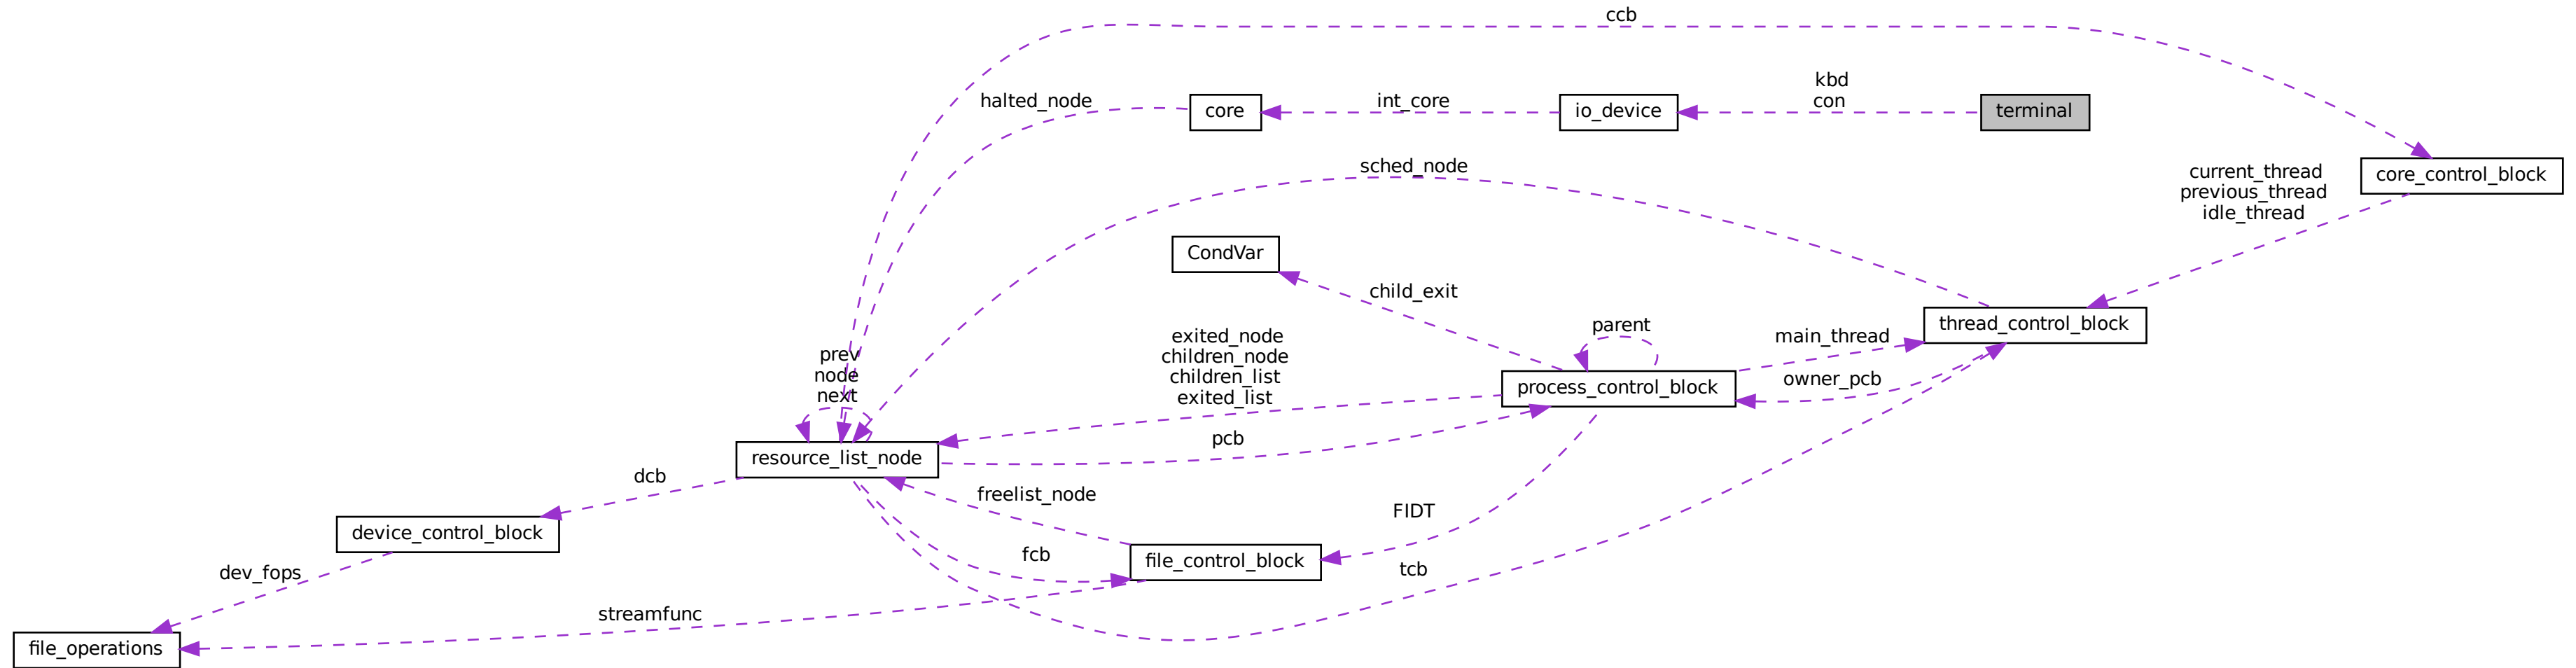 ccb
kbd
con
halted_node
core
int_core
io_device
terminal
sched_node
current_thread
previous_thread
idle_thread
core_control_block
CondVar
child_exit
parent
main_thread
thread_control_block
exited_node
children_node
children_list
exited_list
prev
node
next
process_control_block
owner_pcb
pcb
resource_list_node
dcb
freelist_node
FIDT
device_control_block
fcb
file_control_block
tcb
dev_fops
streamfunc
file_operations